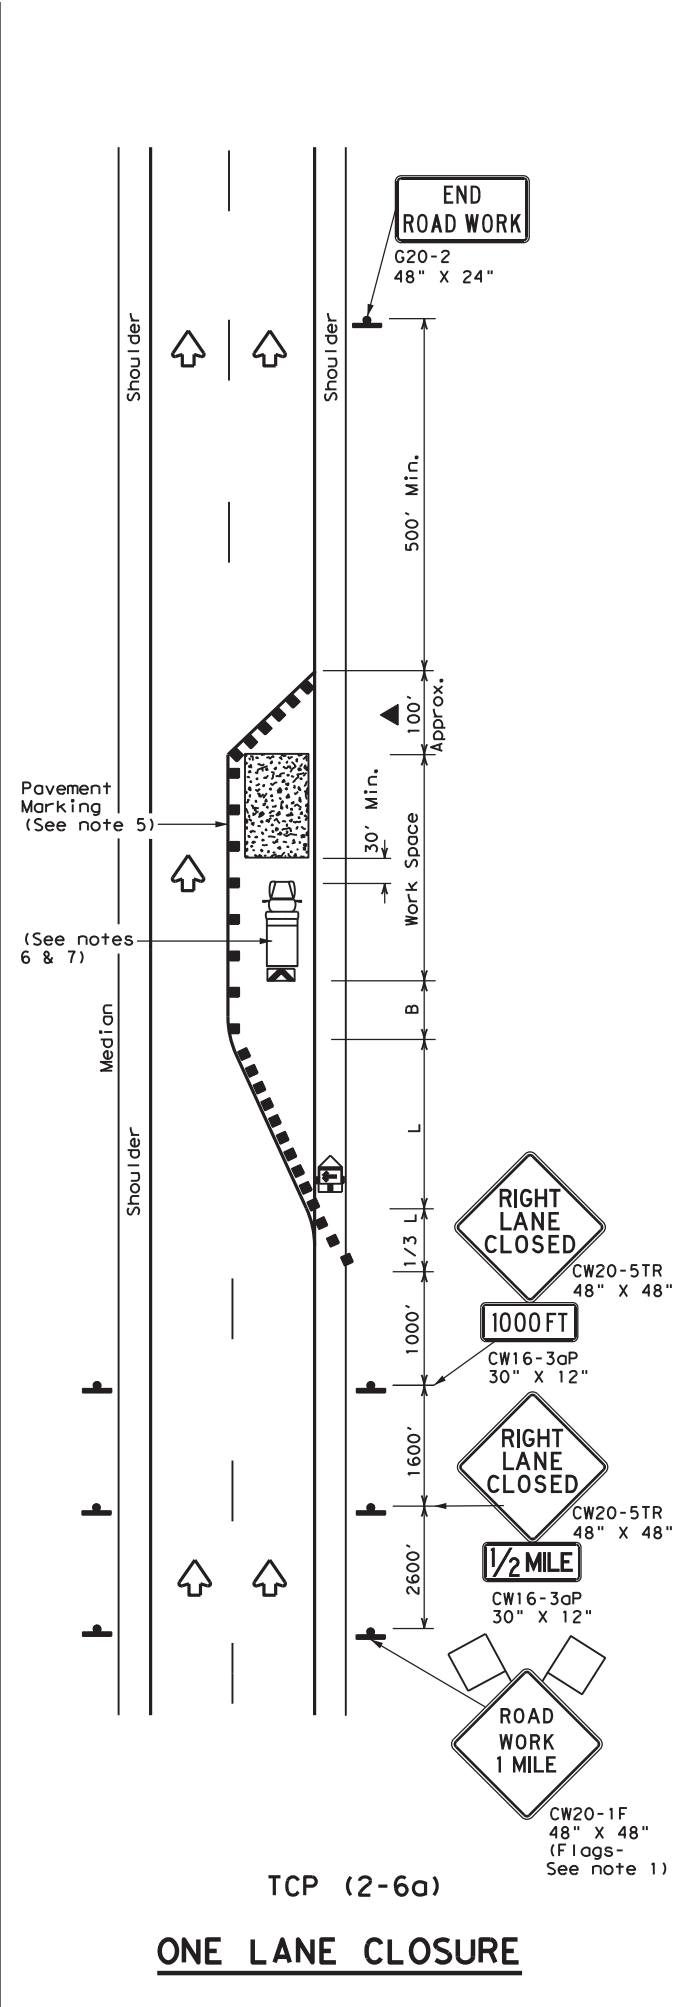 END
ROAD WORK
G20-2
48" X 24"
Shoulder
Shoulder
500' Min.
100'
Approx.
Pavement
Marking
(See note 5)
30' Min.
Work Space
(See notes
6 & 7)
B
Median
L
Shoulder
RIGHT
LANE
CLOSED
1/3 L
CW20-5TR
48" X 48"
1000 FT
1000'
CW16-3aP
30" X 12"
RIGHT
LANE
CLOSED
1600'
CW20-5TR
48" X 48"
1/2 MILE
2600'
CW16-3aP
30" X 12"
ROAD
WORK
1 MILE
CW20-1F
48" X 48"
(Flags-
See note 1)
TCP (2-6a)
ONE LANE CLOSURE